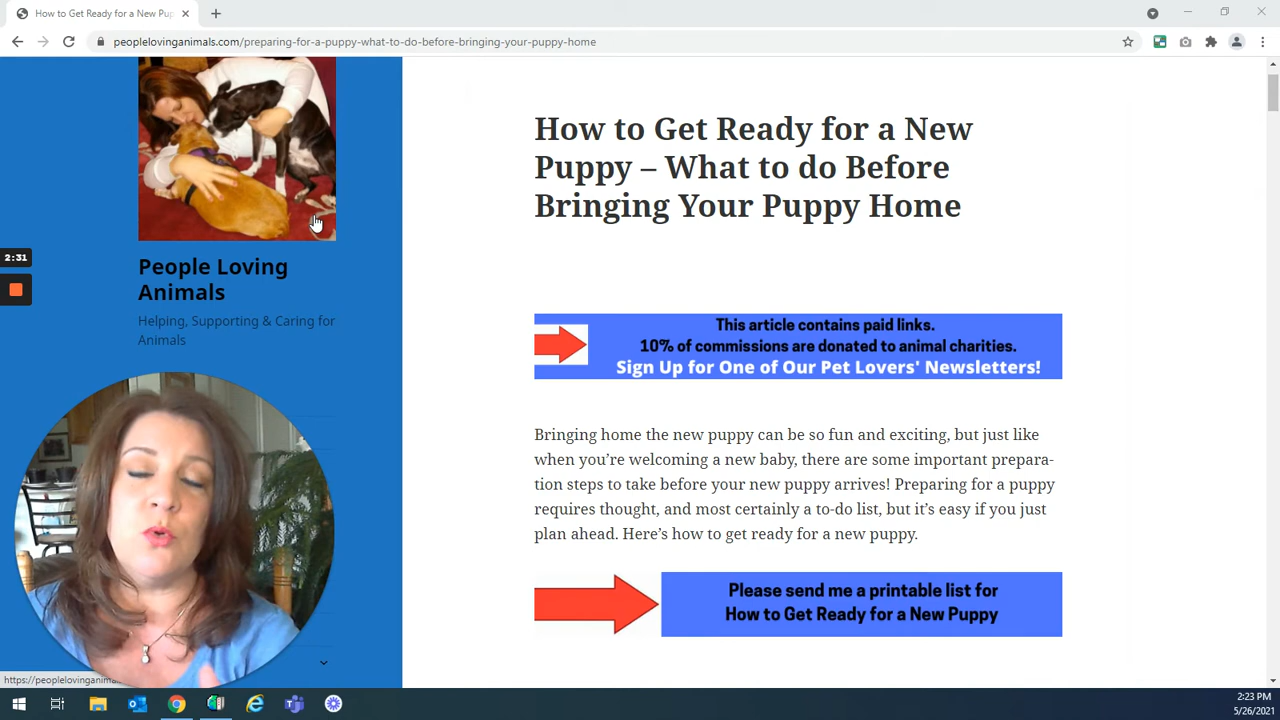 How to Get Ready for a New Pup
peoplelovinganimals.com/preparing-for-a-puppy-what-to-do-before-bringing-your-puppy-home
How to Get Ready for a New
Puppy – What to do Before
Bringing Your Puppy Home
2:31
People Loving
Animals
Helping, Supporting & Caring for
Animals
This article contains paid links.
10% of commissions are donated to animal charities.
Sign Up for One of Our Pet Lovers' Newsletters!
Bringing home the new puppy can be so fun and exciting, but just like
when you’re welcoming a new baby, there are some important prepara-
tion steps to take before your new puppy arrives! Preparing for a puppy
requires thought, and most certainly a to-do list, but it’s easy if you just
plan ahead. Here’s how to get ready for a new puppy.
Please send me a printable list for
How to Get Ready for a New Puppy
https://peoplelovinganimals.
2:23 PM
5/26/2021